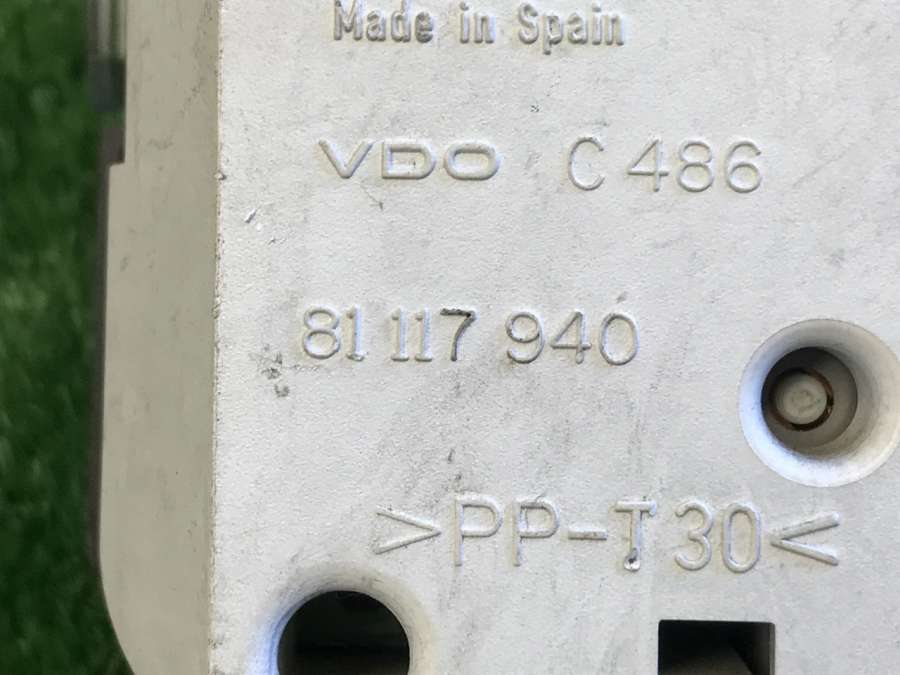 Made in Spain
VDO C 486
81 117 940
>PP-T30<